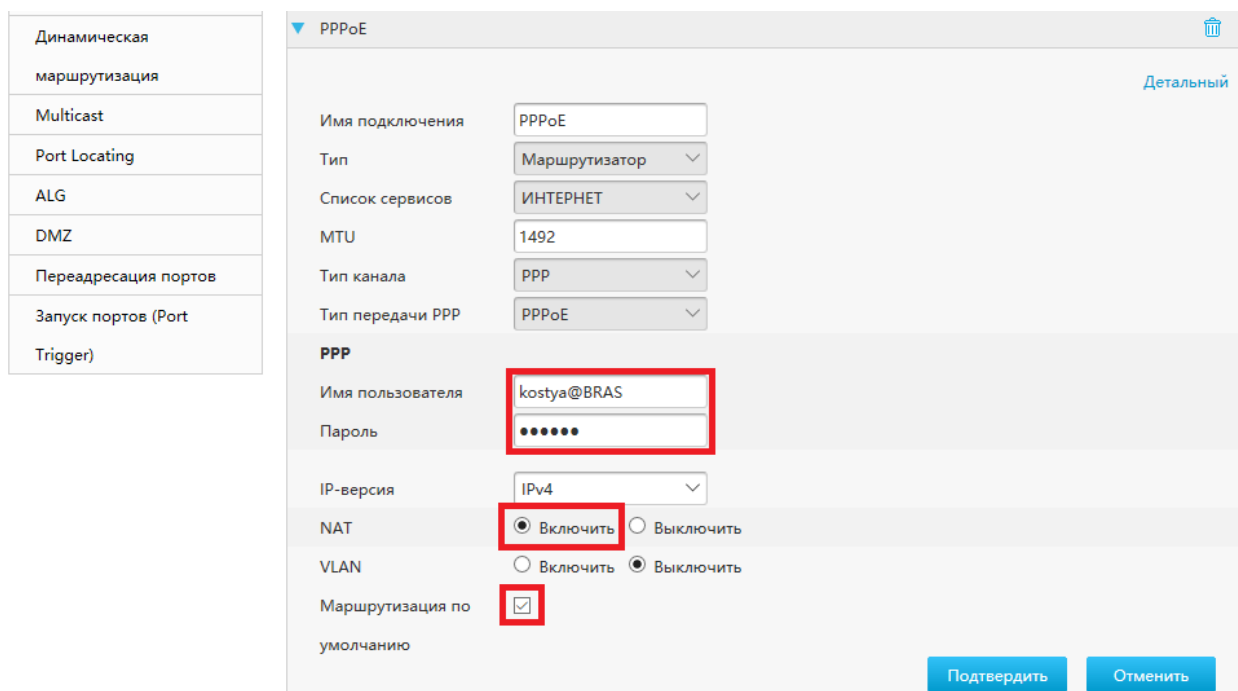 Динамическая
маршрутизация
Multicast
Port Locating
ALG
DMZ
Переадресация портов
Запуск портов (Port
Trigger)
PPPoE
Детальный
Имя подключения PPPoE
Тип Маршрутизатор
Список сервисов ИНТЕРНЕТ
MTU 1492
Тип канала PPP
Тип передачи PPP PPPoE
PPP
Имя пользователя kostya@BRAS
Пароль ••••••
IP-версия IPv4
NAT Включить Выключить
VLAN Включить Выключить
Маршрутизация по
умолчанию
Подтвердить Отменить